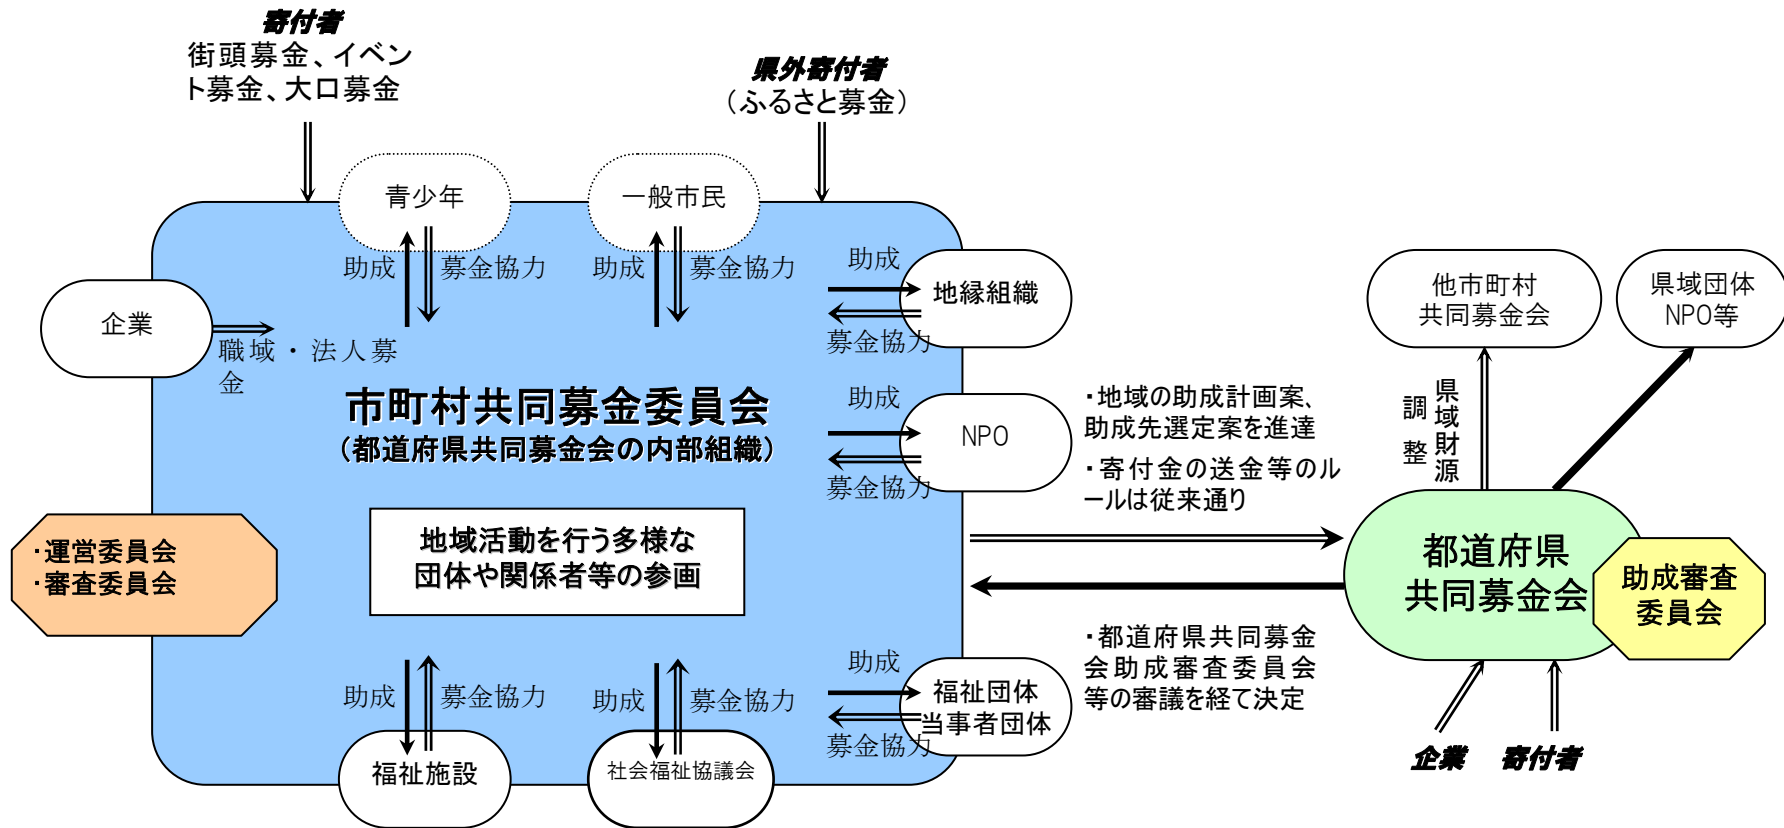 寄付者
街頭募金、イベン
ト募金、大口募金
県外寄付者
（ふるさと募金）
青少年
一般市民
助成
募金協力
助成
募金協力
助成
地縁組織
募金協力
企業
職域・法人募
金
市町村共同募金委員会
（都道府県共同募金会の内部組織）
助成
NPO
募金協力
・運営委員会
・審査委員会
地域活動を行う多様な
団体や関係者等の参画
助成
募金協力
助成
募金協力
助成
福祉団体
当事者団体
募金協力
福祉施設
社会福祉協議会
・地域の助成計画案、
助成先選定案を進達
・寄付金の送金等のル
ールは従来通り
・都道府県共同募金
会助成審査委員会
等の審議を経て決定
他市町村
共同募金会
県域団体
NPO等
県域財源
調整
都道府県
共同募金会
助成審査
委員会
企業
寄付者